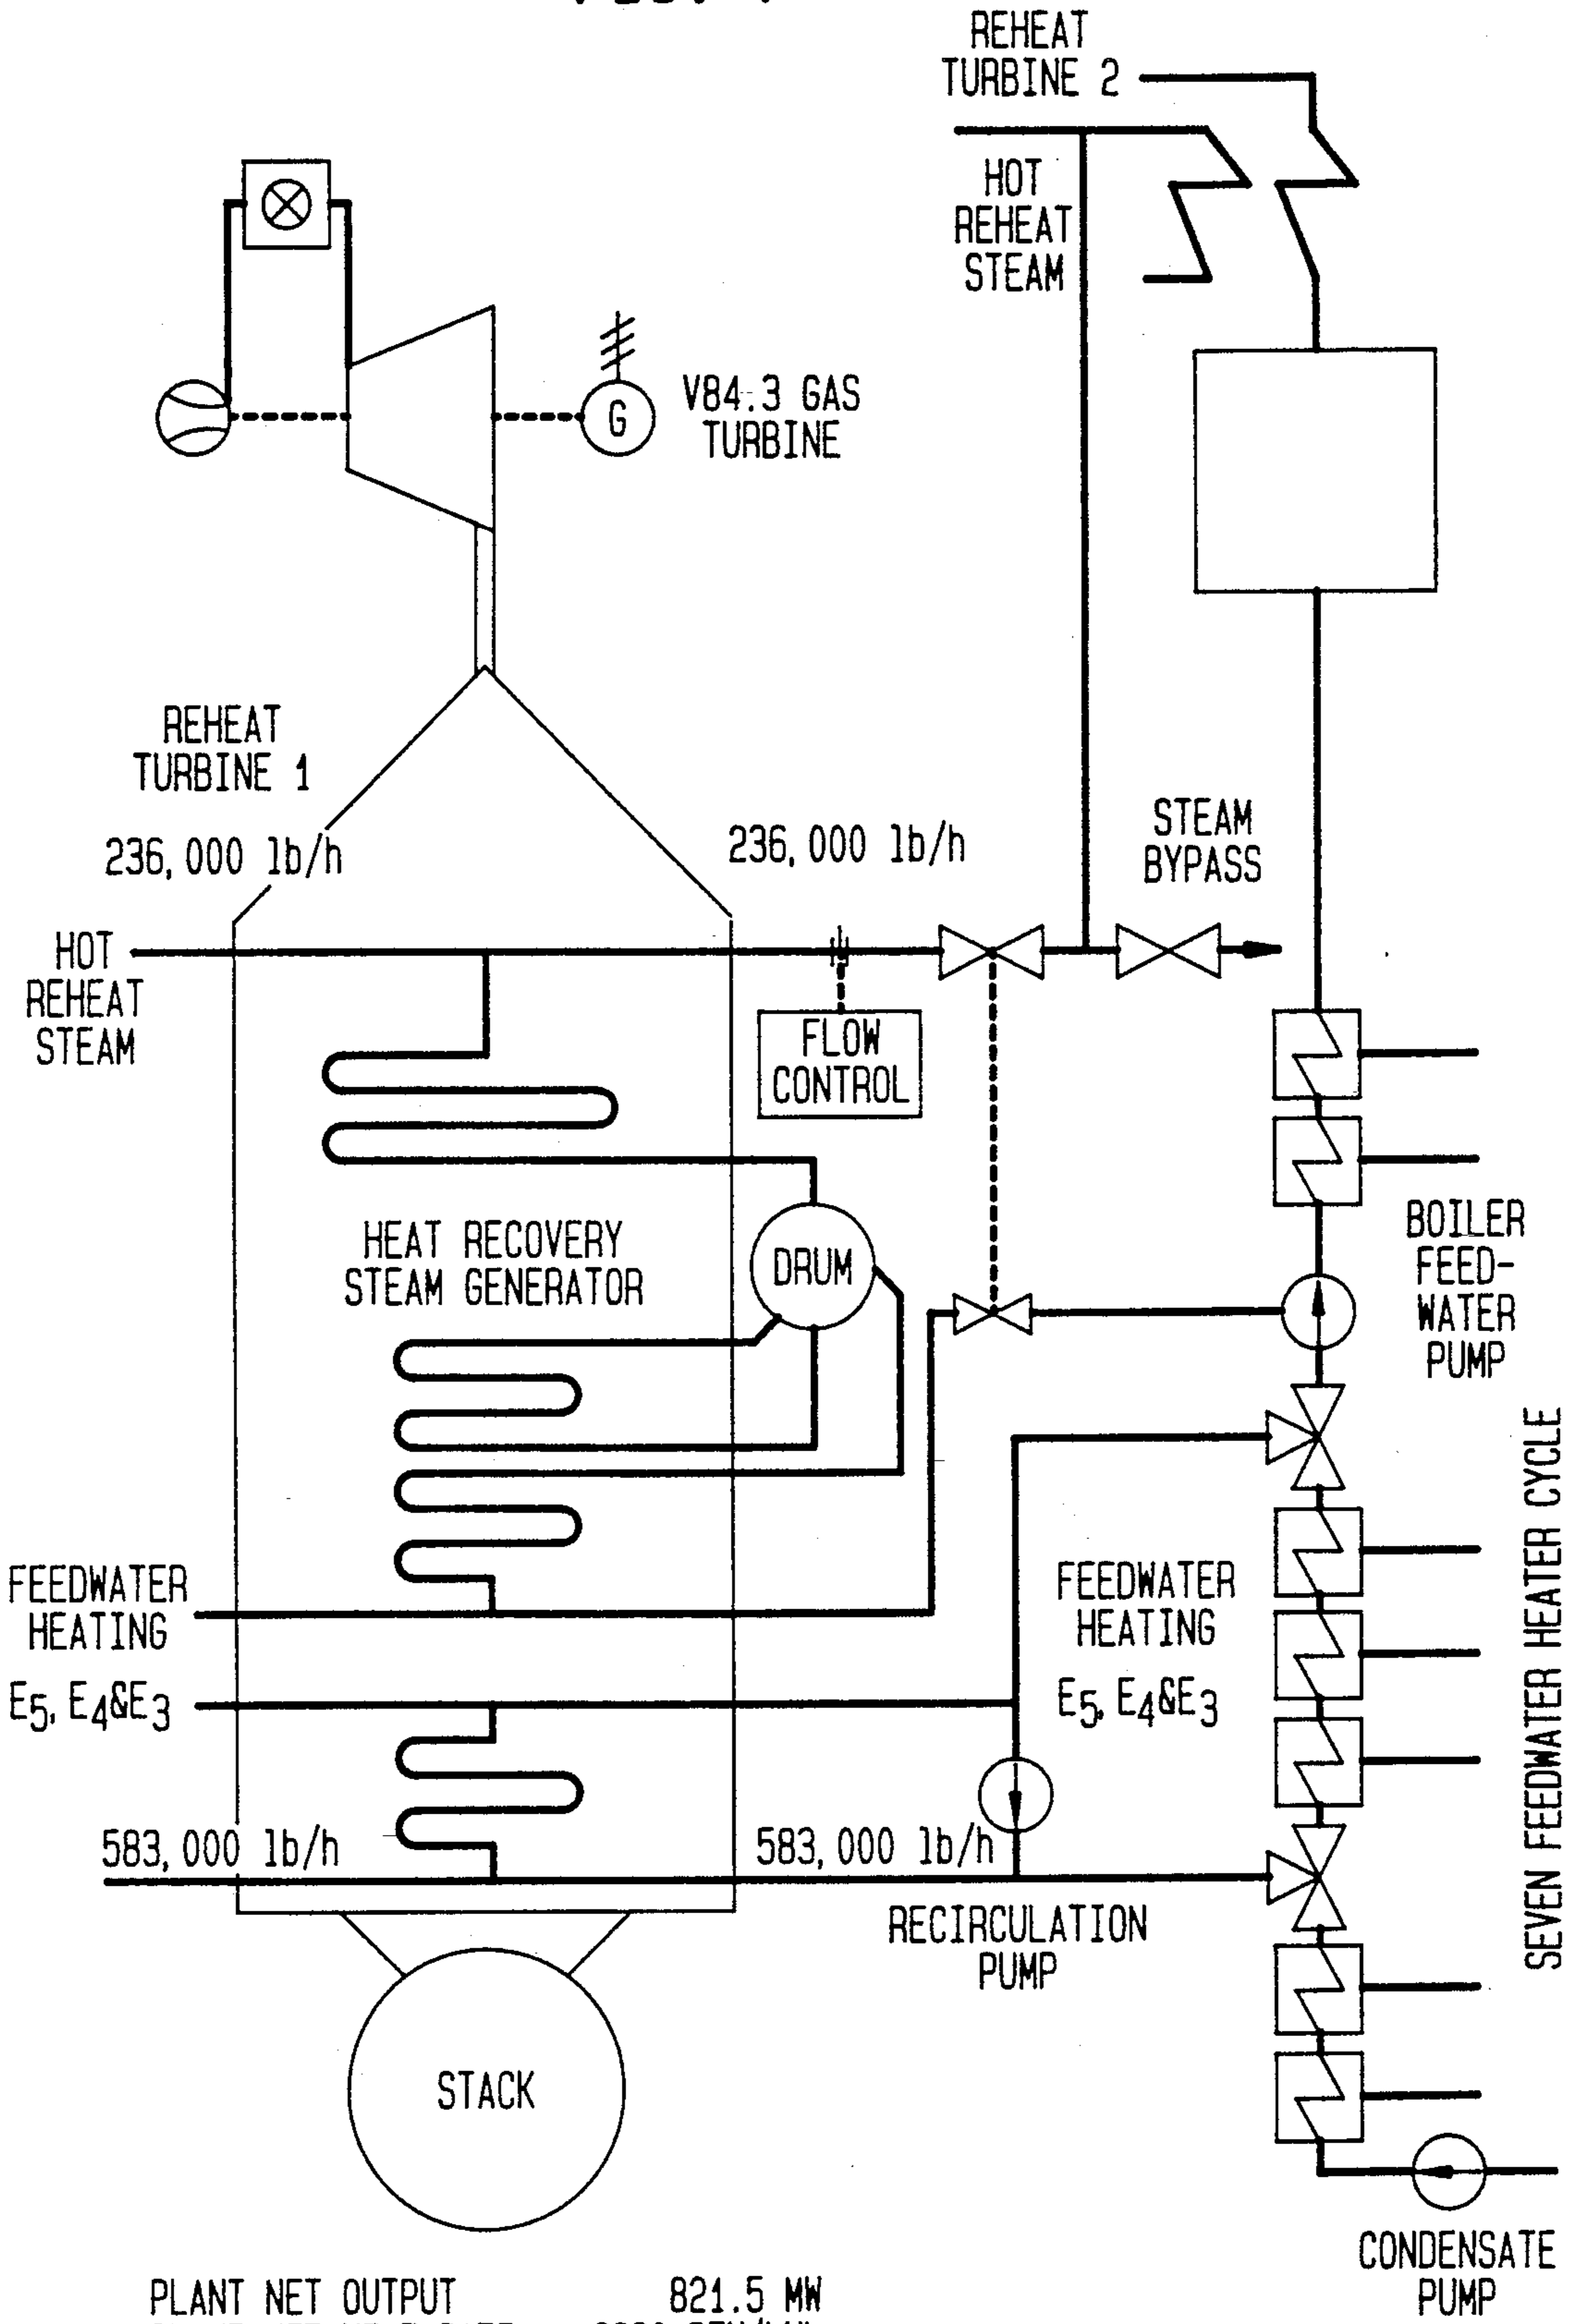 REHEAT
TURBINE 2
HOT
REHEAT
STEAM
G
V84.3 GAS
TURBINE
REHEAT
TURBINE 1
236,000 lb/h
236,000 lb/h
STEAM
BYPASS
HOT
REHEAT
STEAM
FLOW
CONTROL
HEAT RECOVERY
STEAM GENERATOR
DRUM
BOILER
FEED-
WATER
PUMP
FEEDWATER
HEATING
E5, E4&E3
FEEDWATER
HEATING
E5, E4&E3
SEVEN FEEDWATER HEATER CYCLE
583,000 lb/h
583,000 lb/h
RECIRCULATION
PUMP
STACK
CONDENSATE
PUMP
PLANT NET OUTPUT 821.5 MW